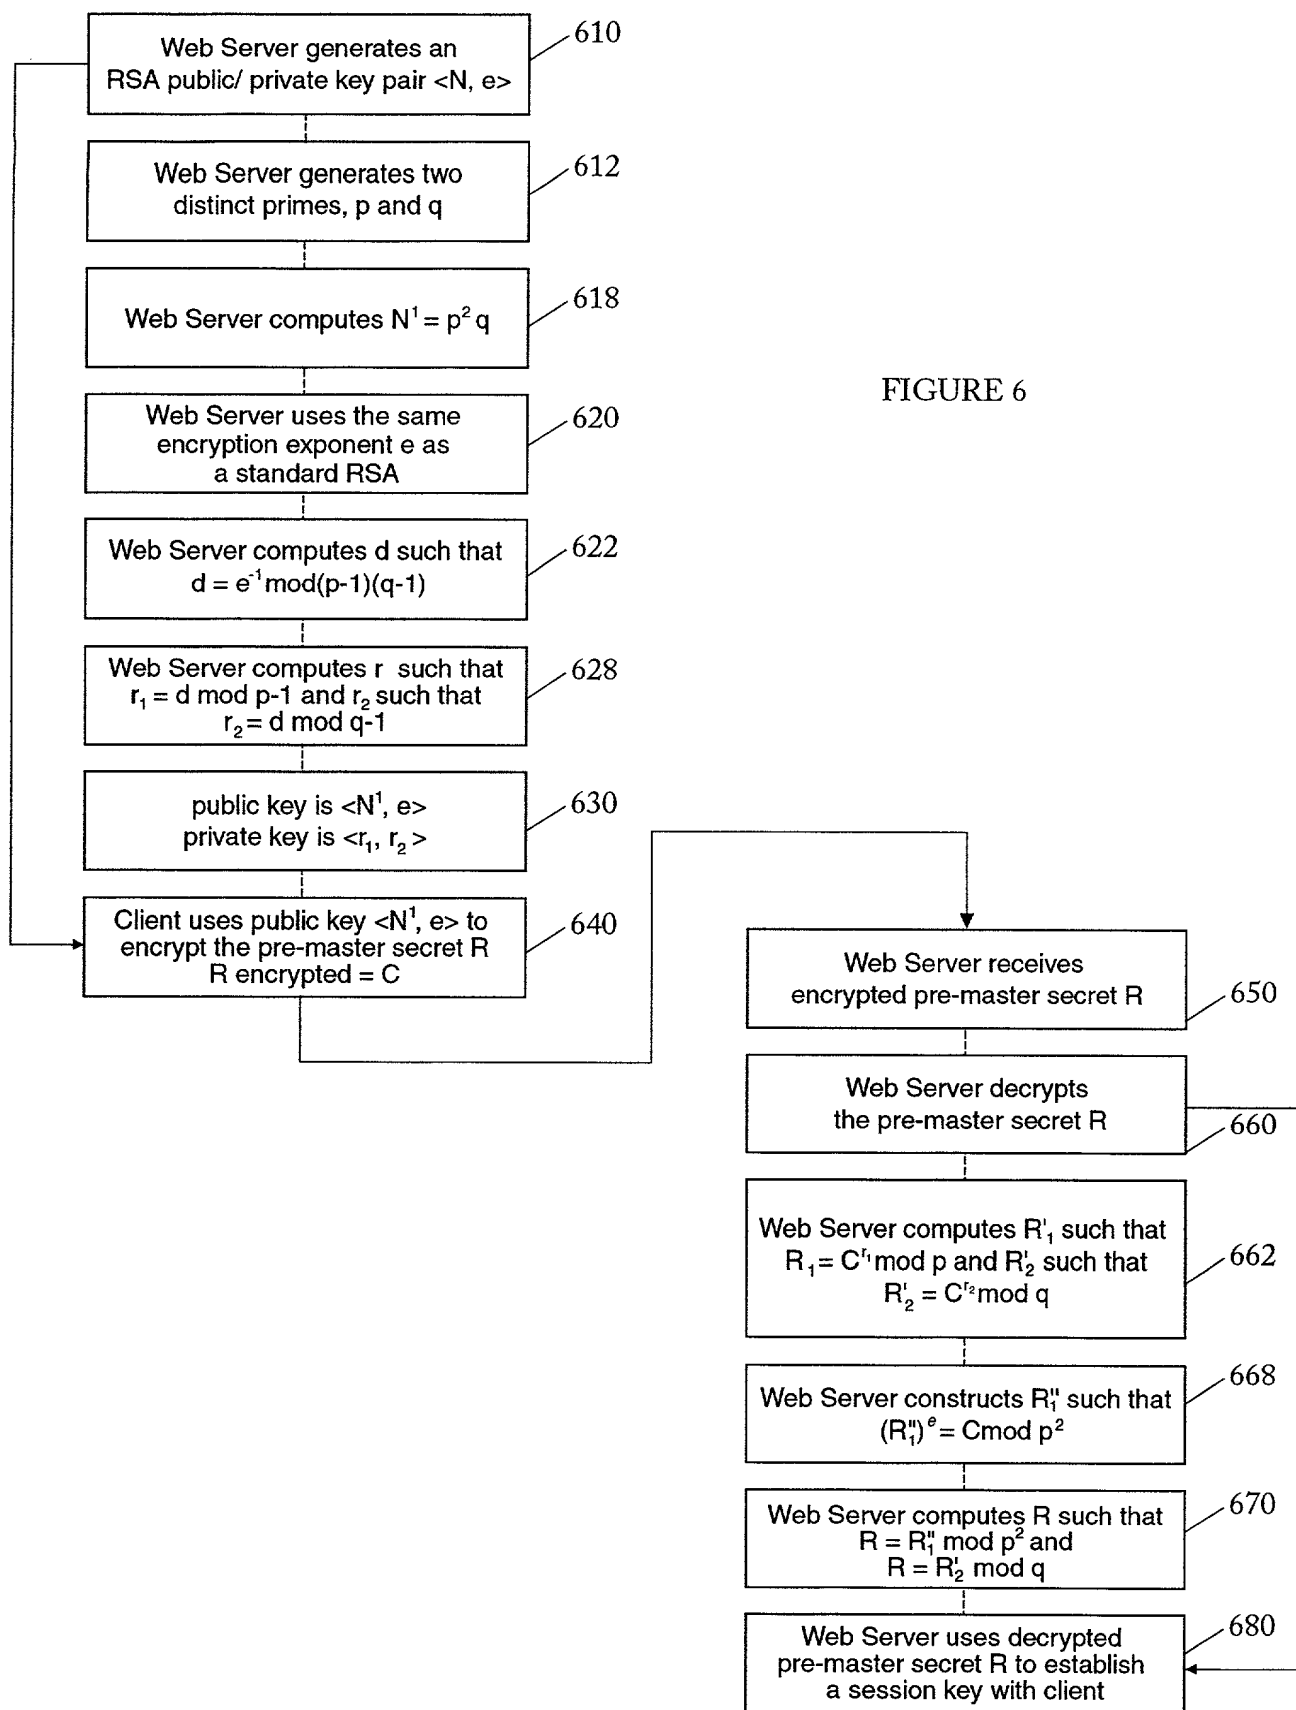 Web Server generates an
RSA public/ private key pair <N, e>
610
Web Server generates two
distinct primes, p and q
612
Web Server computes N¹ = p² q
618
Web Server uses the same
encryption exponent e as
a standard RSA
620
Web Server computes d such that
d = e⁻¹ mod(p-1)(q-1)
622
Web Server computes r such that
r₁ = d mod p-1 and r₂ such that
r₂ = d mod q-1
628
public key is <N¹, e>
private key is <r₁, r₂ >
630
Client uses public key <N¹, e> to
encrypt the pre-master secret R
R encrypted = C
640
FIGURE 6
Web Server receives
encrypted pre-master secret R
650
Web Server decrypts
the pre-master secret R
660
Web Server computes R'₁ such that
R₁ = C^r₁ mod p and R'₂ such that
R'₂ = C^r₂ mod q
662
Web Server constructs R''₁ such that
(R''₁)ᵉ = Cmod p²
668
Web Server computes R such that
R = R''₁ mod p² and
R = R'₂ mod q
670
Web Server uses decrypted
pre-master secret R to establish
a session key with client
680